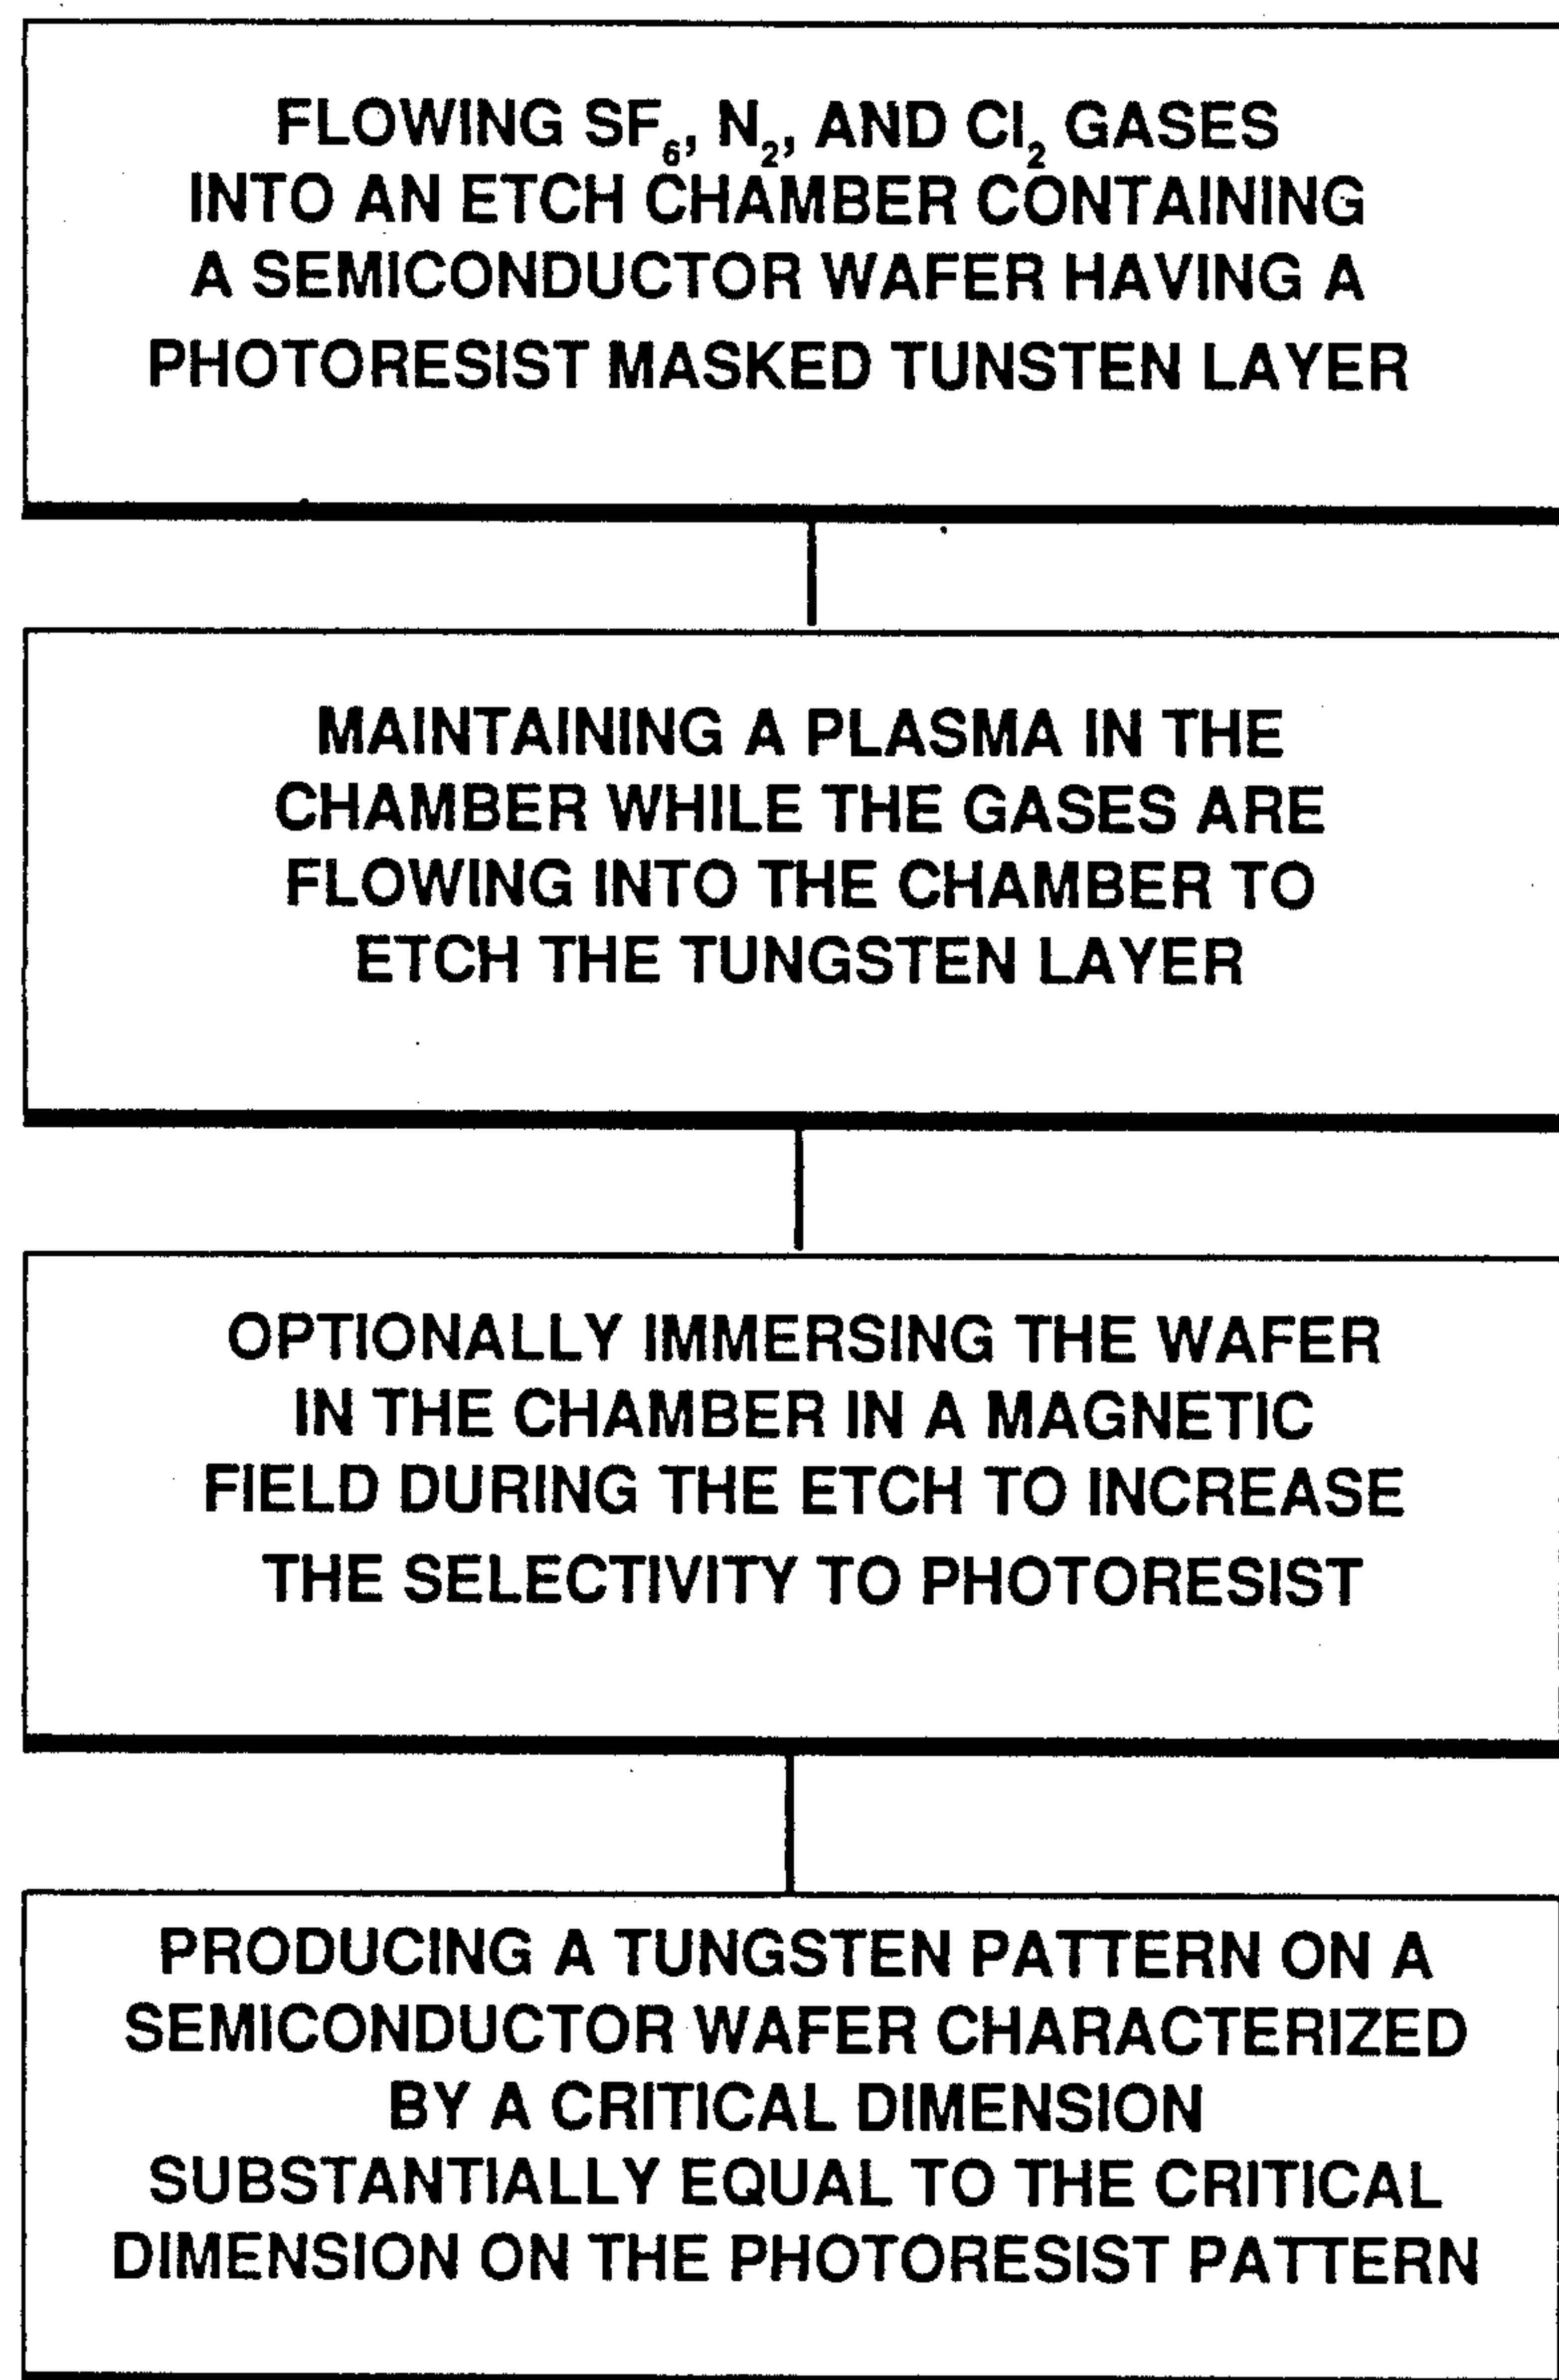 FLOWING SF₆, N₂, AND Cl₂ GASES
INTO AN ETCH CHAMBER CONTAINING
A SEMICONDUCTOR WAFER HAVING A
PHOTORESIST MASKED TUNSTEN LAYER
MAINTAINING A PLASMA IN THE
CHAMBER WHILE THE GASES ARE
FLOWING INTO THE CHAMBER TO
ETCH THE TUNGSTEN LAYER
OPTIONALLY IMMERSING THE WAFER
IN THE CHAMBER IN A MAGNETIC
FIELD DURING THE ETCH TO INCREASE
THE SELECTIVITY TO PHOTORESIST
PRODUCING A TUNGSTEN PATTERN ON A
SEMICONDUCTOR WAFER CHARACTERIZED
BY A CRITICAL DIMENSION
SUBSTANTIALLY EQUAL TO THE CRITICAL
DIMENSION ON THE PHOTORESIST PATTERN